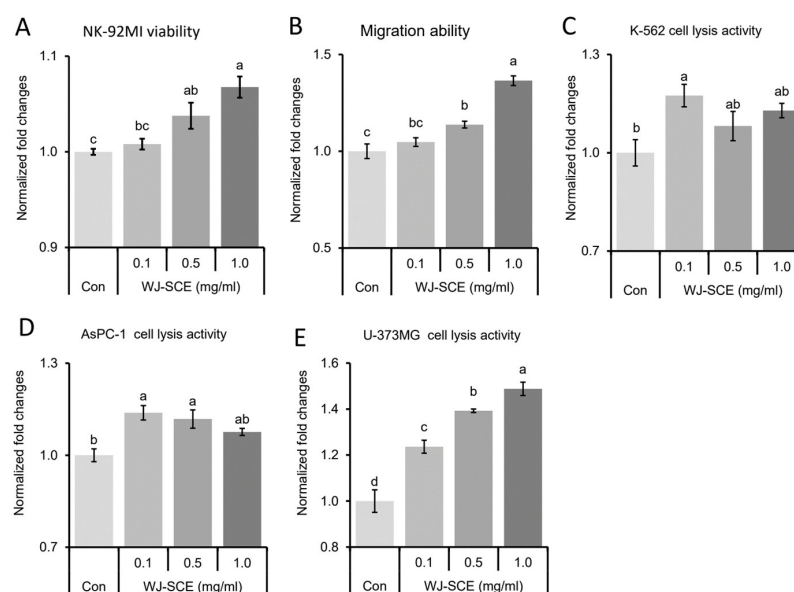 A
NK-92MI viability
Normalized fold changes
1.1
1.0
0.9
c
bc
ab
a
0.1
0.5
1.0
Con
WJ-SCE (mg/ml)
B
Migration ability
Normalized fold changes
1.5
1.0
0.5
c
bc
b
a
0.1
0.5
1.0
Con
WJ-SCE (mg/ml)
C
K-562 cell lysis activity
Normalized fold changes
1.3
1.0
0.7
b
a
ab
ab
0.1
0.5
1.0
Con
WJ-SCE (mg/ml)
D
AsPC-1 cell lysis activity
Normalized fold changes
1.3
1.0
0.7
b
a
a
ab
0.1
0.5
1.0
Con
WJ-SCE (mg/ml)
E
U-373MG cell lysis activity
Normalized fold changes
1.6
1.4
1.2
1.0
0.8
d
c
b
a
0.1
0.5
1.0
Con
WJ-SCE (mg/ml)